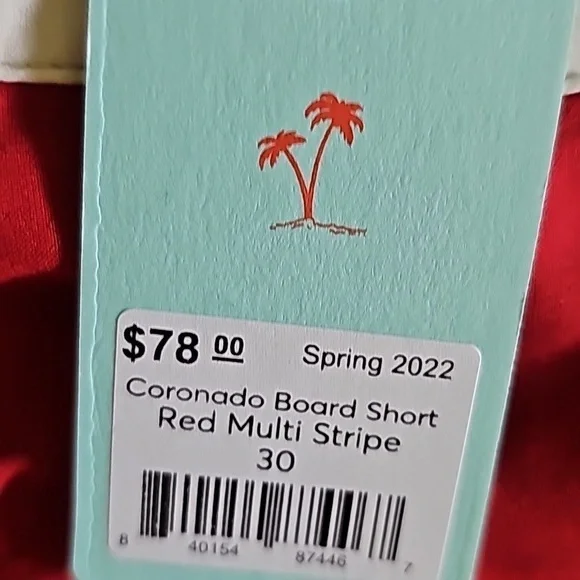 $78 00 Spring 2022
Coronado Board Short
Red Multi Stripe
30
8 40154 87446 7